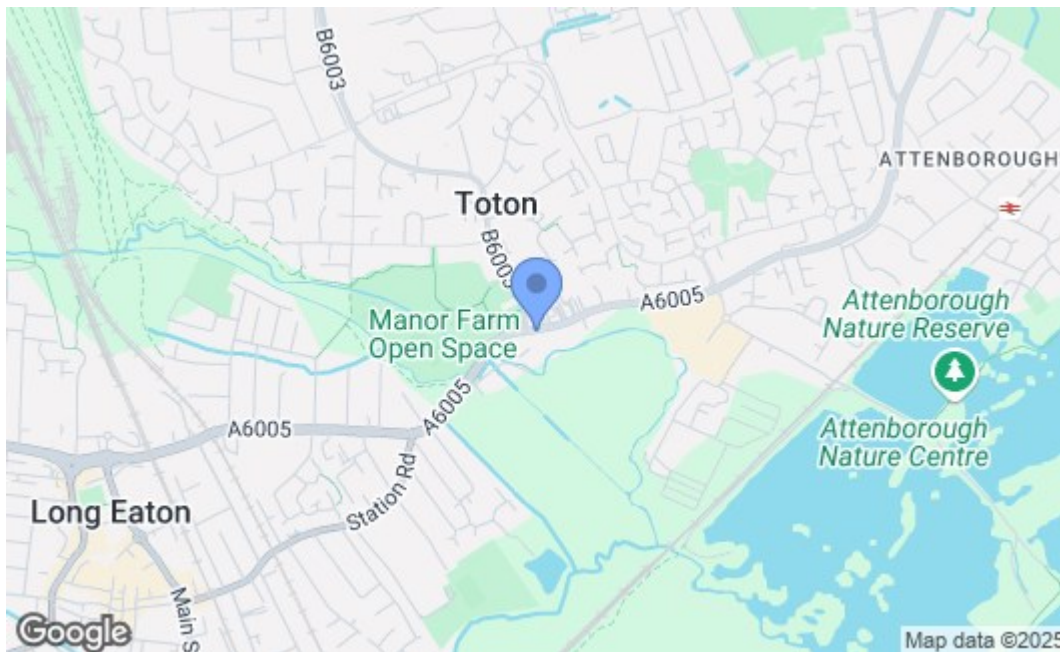 B6003
ATTENBOROUGH
Toton
B6003
A6005
Attenborough
Nature Reserve
Manor Farm
Open Space
A6005
Attenborough
Nature Centre
A6005
Station Rd
Long Eaton
Main S
Google
Map data ©2025